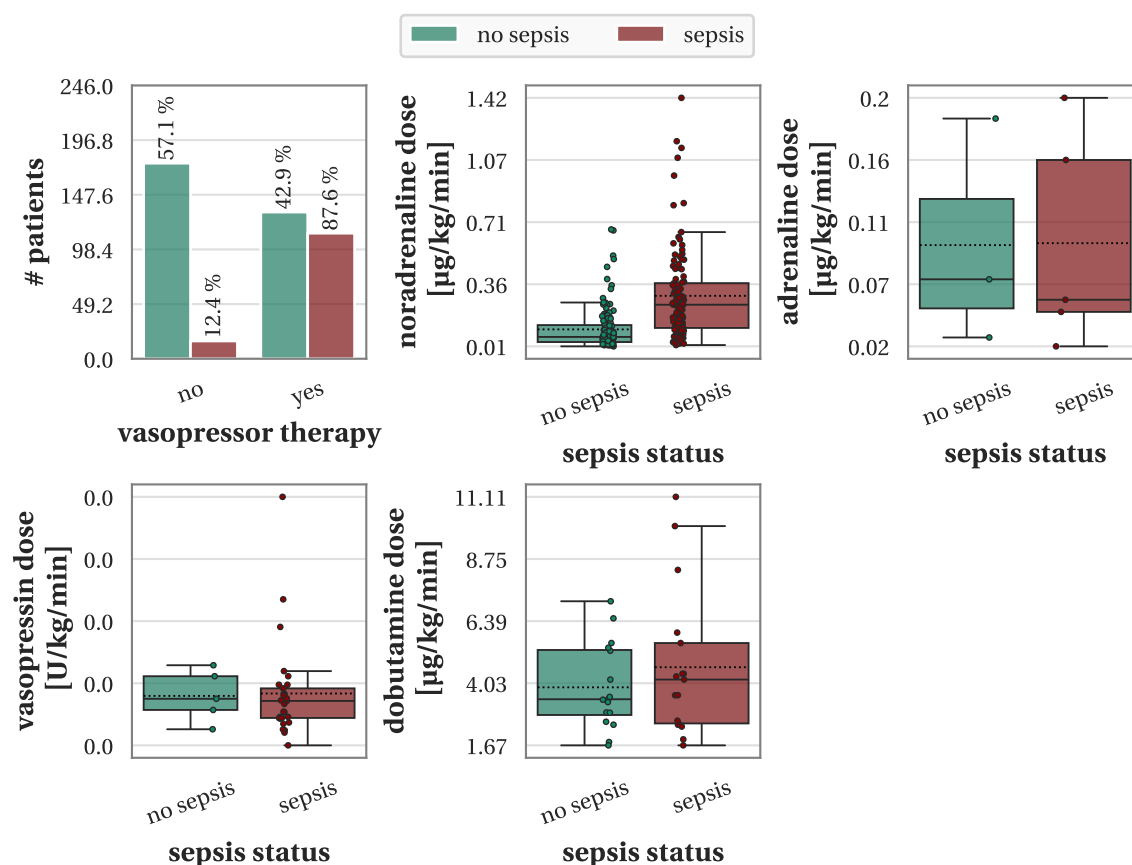 no sepsis
sepsis
# patients
246.0
196.8
147.6
98.4
49.2
0.0
57.1 %
12.4 %
42.9 %
87.6 %
no
yes
vasopressor therapy
noradrenaline dose
[µg/kg/min]
1.42
1.07
0.71
0.36
0.01
no sepsis
sepsis
sepsis status
adrenaline dose
[µg/kg/min]
0.2
0.16
0.11
0.07
0.02
no sepsis
sepsis
sepsis status
vasopressin dose
[U/kg/min]
0.0
0.0
0.0
0.0
0.0
no sepsis
sepsis
sepsis status
dobutamine dose
[µg/kg/min]
11.11
8.75
6.39
4.03
1.67
no sepsis
sepsis
sepsis status